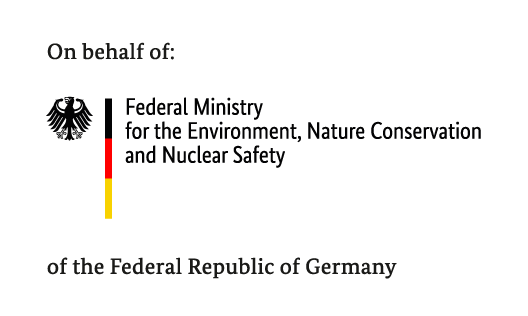 On behalf of:
Federal Ministry
for the Environment, Nature Conservation
and Nuclear Safety
of the Federal Republic of Germany